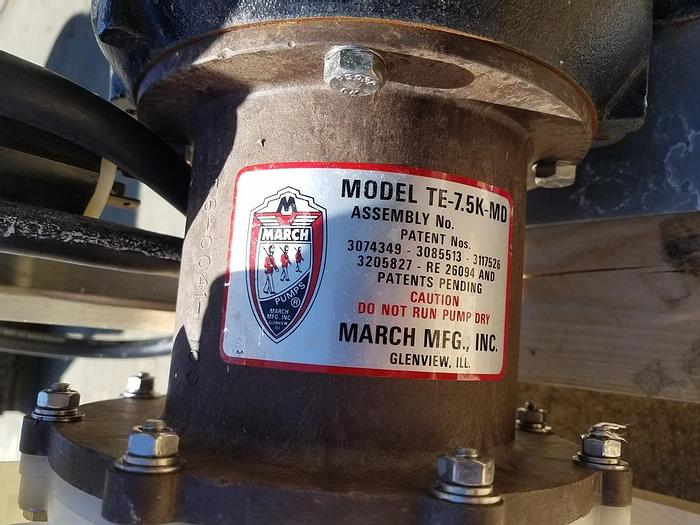 MODEL TE-7.5K-MD
ASSEMBLY No.
PATENT Nos.
3074349 - 3085513 - 3117526
3205827 - RE 26094 AND
PATENTS PENDING
CAUTION
DO NOT RUN PUMP DRY
MARCH MFG., INC.
GLENVIEW, ILL.
M
MARCH
PUMPS ®
MARCH
MFG., INC
GLENVIEW
ILL
M